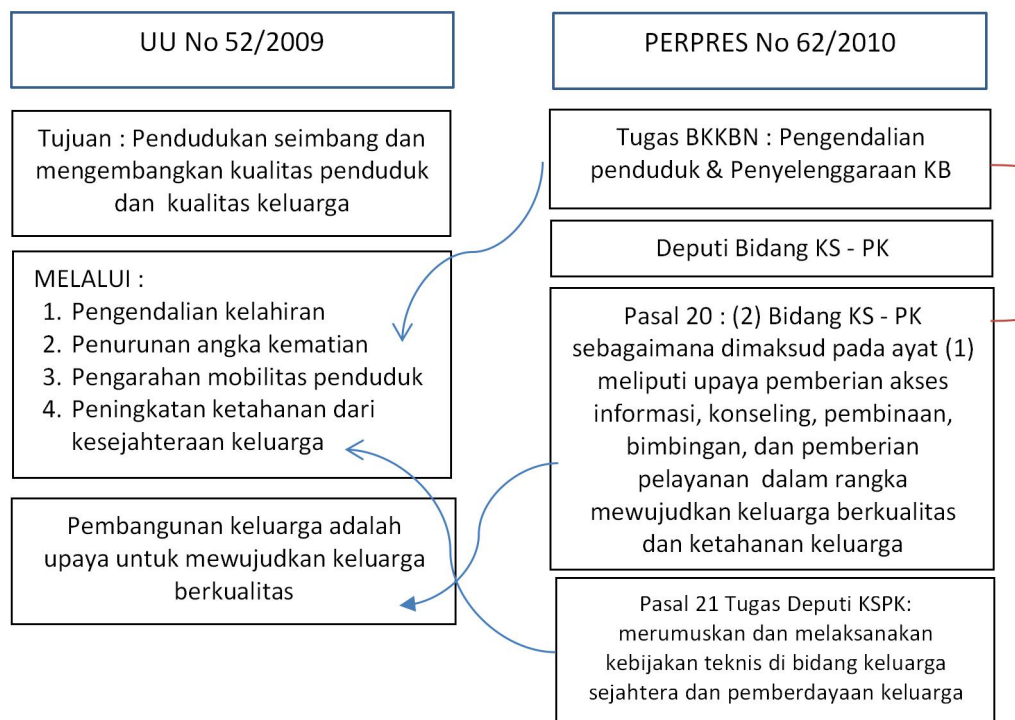 UU No 52/2009
Tujuan : Pendudukan seimbang dan
mengembangkan kualitas penduduk
dan kualitas keluarga
MELALUI :
1. Pengendalian kelahiran
2. Penurunan angka kematian
3. Pengarahan mobilitas penduduk
4. Peningkatan ketahanan dari
kesejahteraan keluarga
Pembangunan keluarga adalah
upaya untuk mewujudkan keluarga
berkualitas
PERPRES No 62/2010
Tugas BKKBN : Pengendalian
penduduk & Penyelenggaraan KB
Deputi Bidang KS - PK
Pasal 20 : (2) Bidang KS - PK
sebagaimana dimaksud pada ayat (1)
meliputi upaya pemberian akses
informasi, konseling, pembinaan,
bimbingan, dan pemberian
pelayanan dalam rangka
mewujudkan keluarga berkualitas
dan ketahanan keluarga
Pasal 21 Tugas Deputi KSPK:
merumuskan dan melaksanakan
kebijakan teknis di bidang keluarga
sejahtera dan pemberdayaan keluarga